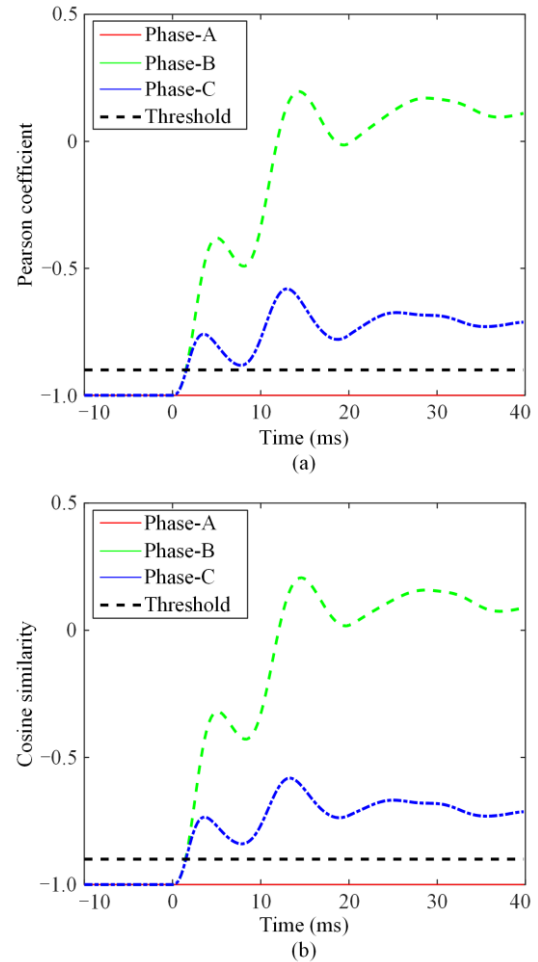 0.5
Phase-A
Phase-B
Phase-C
Threshold
0
−0.5
−1.0
Pearson coefficient
−10 0 10 20 30 40
Time (ms)
(a)
0.5
Phase-A
Phase-B
Phase-C
Threshold
0
−0.5
−1.0
Cosine similarity
−10 0 10 20 30 40
Time (ms)
(b)